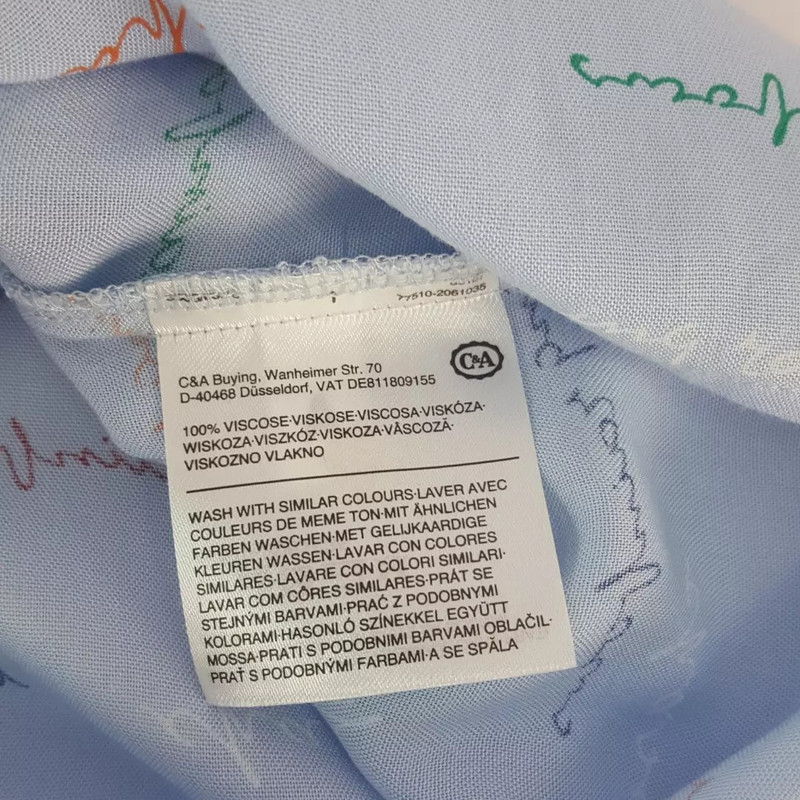 77510-2061035
C&A
C&A Buying, Wanheimer Str. 70
D-40468 Düsseldorf, VAT DE811809155
100% VISCOSE·VISKOSE·VISCOSA·VISKÓZA·
WISKOZA·VISZKÓZ·VISKOZA·VÂSCOZĂ·
VISKOZNO VLAKNO
WASH WITH SIMILAR COLOURS·LAVER AVEC
COULEURS DE MEME TON·MIT ÄHNLICHEN
FARBEN WASCHEN·MET GELIJKAARDIGE
KLEUREN WASSEN·LAVAR CON COLORES
SIMILARES·LAVARE CON COLORI SIMILARI·
LAVAR COM CÔRES SIMILARES·PRÁT SE
STEJNÝMI BARVAMI·PRAĆ Z PODOBNYMI
KOLORAMI·HASONLÓ SZÍNEKKEL EGYÜTT
MOSSA·PRATI S PODOBNIMI BARVAMI OBLAČIL·
PRAŤ S PODOBNÝMI FARBAMI·A SE SPĂLA